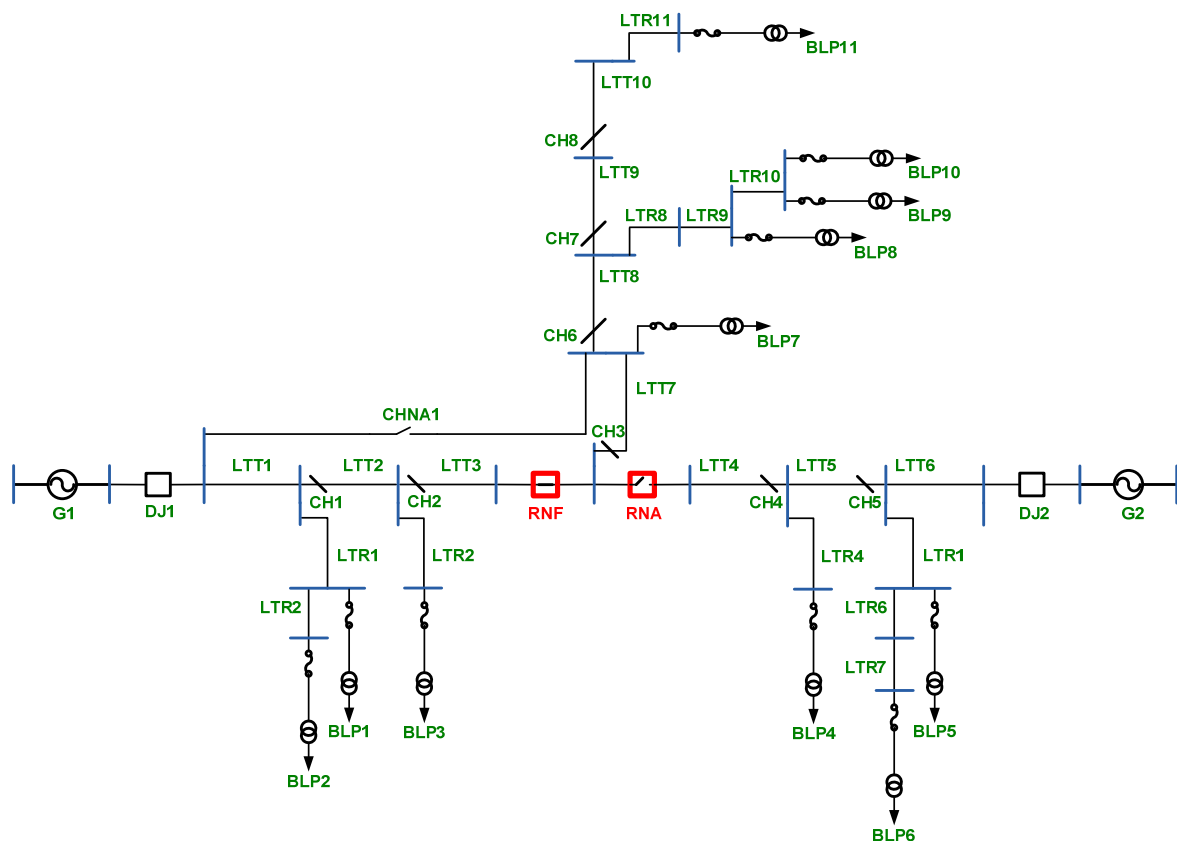 LTR11
BLP11
LTT10
CH8
LTT9
LTR10
BLP10
LTR8
LTR9
BLP9
CH7
BLP8
LTT8
CH6
BLP7
LTT7
CHNA1
CH3
LTT1
LTT2
LTT3
LTT4
LTT5
LTT6
G1
DJ1
CH1
CH2
RNF
RNA
CH4
CH5
DJ2
G2
LTR1
LTR2
LTR4
LTR1
LTR2
LTR6
LTR7
BLP1
BLP3
BLP4
BLP5
BLP2
BLP6